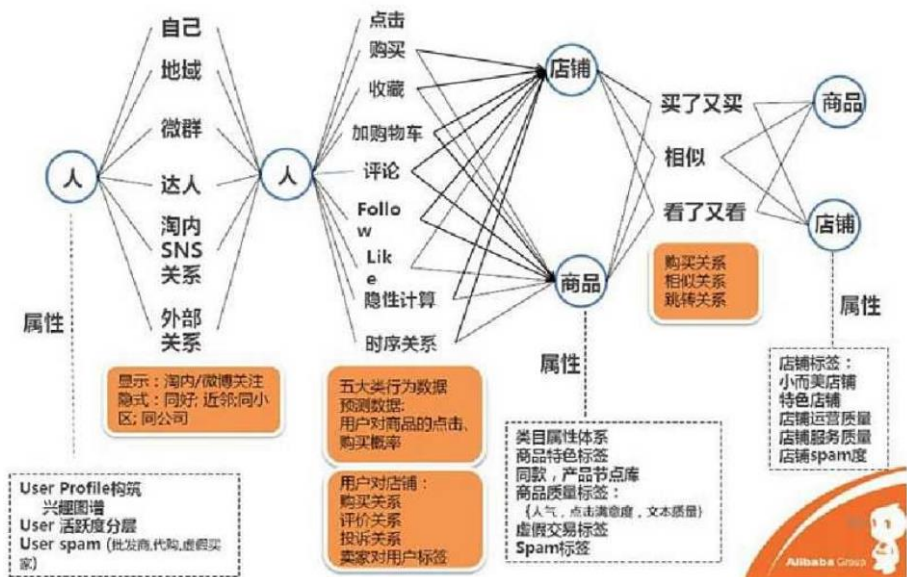 自己
地域
微群
达人
淘内
SNS
关系
外部
关系
人
人
点击
购买
收藏
加购物车
评论
Follo
w
Lik
e
隐性计算
时序关系
店铺
商品
买了又买
相似
看了又看
商品
店铺
购买关系
相似关系
跳转关系
属性
属性
属性
显示：淘内/微博关注
隐式：同好; 近邻;同小
区; 同公司
五大类行为数据
预测数据:
用户对商品的点击、
购买概率
用户对店铺：
购买关系
评价关系
投诉关系
卖家对用户标签
User Profile构筑
兴趣图谱
User 活跃度分层
User spam (批发商,代购,虚假买
家)
类目属性体系
商品特色标签
同款，产品节点库
商品质量标签：
（人气，点击满意度，文本质量）
虚假交易标签
Spam标签
店铺标签：
小而美店铺
特色店铺
店铺运营质量
店铺服务质量
店铺spam度
Alibaba Group